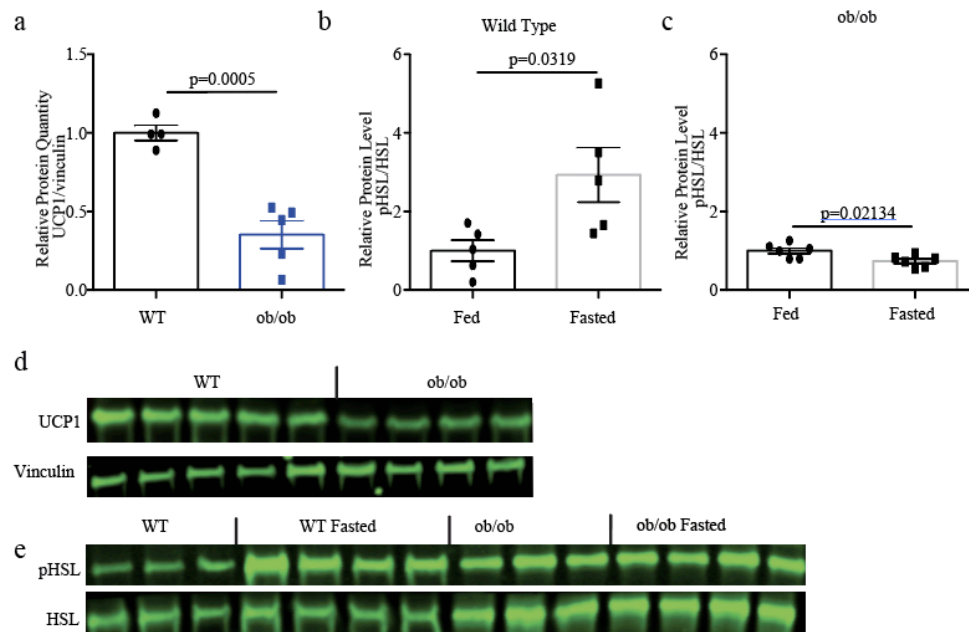 a
1.5
1.0
0.5
0.0
Relative Protein Quantity
UCP1/vinculin
p=0.0005
WT
ob/ob
b
Wild Type
6
4
2
0
Relative Protein Level
pHSL/HSL
p=0.0319
Fed
Fasted
c
ob/ob
6
4
2
0
Relative Protein Level
pHSL/HSL
p=0.02134
Fed
Fasted
d
WT
ob/ob
UCP1
Vinculin
WT
WT Fasted
ob/ob
ob/ob Fasted
e
pHSL
HSL